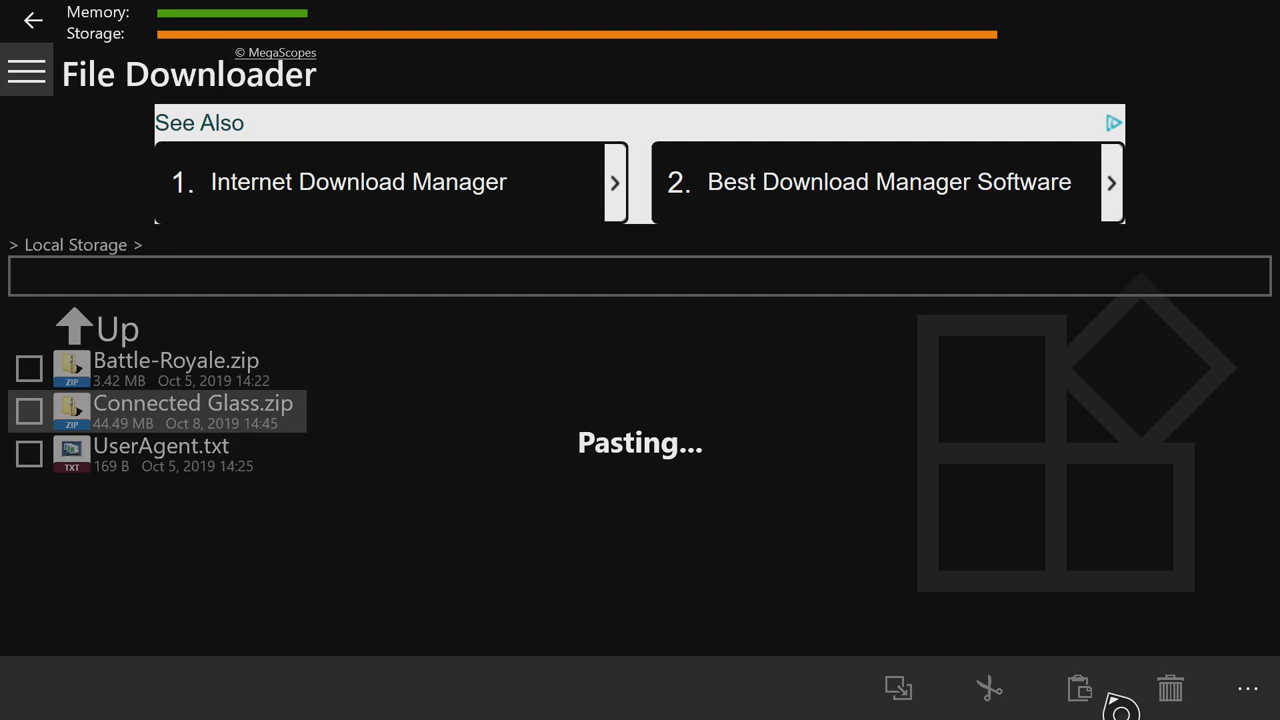 Memory:
Storage:
© MegaScopes
File Downloader
See Also
1. Internet Download Manager
2. Best Download Manager Software
> Local Storage >
Up
Battle-Royale.zip
ZIP 3.42 MB Oct 5, 2019 14:22
Connected Glass.zip
ZIP 44.49 MB Oct 8, 2019 14:45
UserAgent.txt
TXT 169 B Oct 5, 2019 14:25
Pasting...